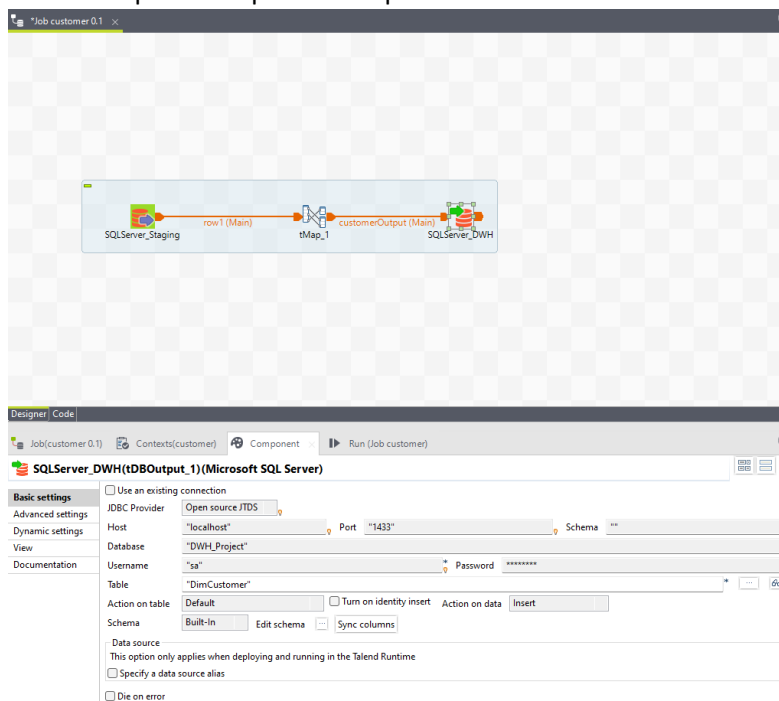 *Job customer 0.1
row1 (Main)
customerOutput (Main)
SQLServer_Staging
tMap_1
SQLServer_DWH
Designer Code
Job(customer 0.1) Contexts(customer) Component Run (Job customer)
SQLServer_DWH(tDBOutput_1)(Microsoft SQL Server)
Basic settings
Advanced settings
Dynamic settings
View
Documentation
Use an existing connection
JDBC Provider Open source JTDS
Host "localhost" Port "1433" Schema ""
Database "DWH_Project"
Username "sa" * Password ********
Table "DimCustomer" * ...
Action on table Default Turn on identity insert Action on data Insert
Schema Built-In Edit schema ... Sync columns
Data source
This option only applies when deploying and running in the Talend Runtime
Specify a data source alias
Die on error